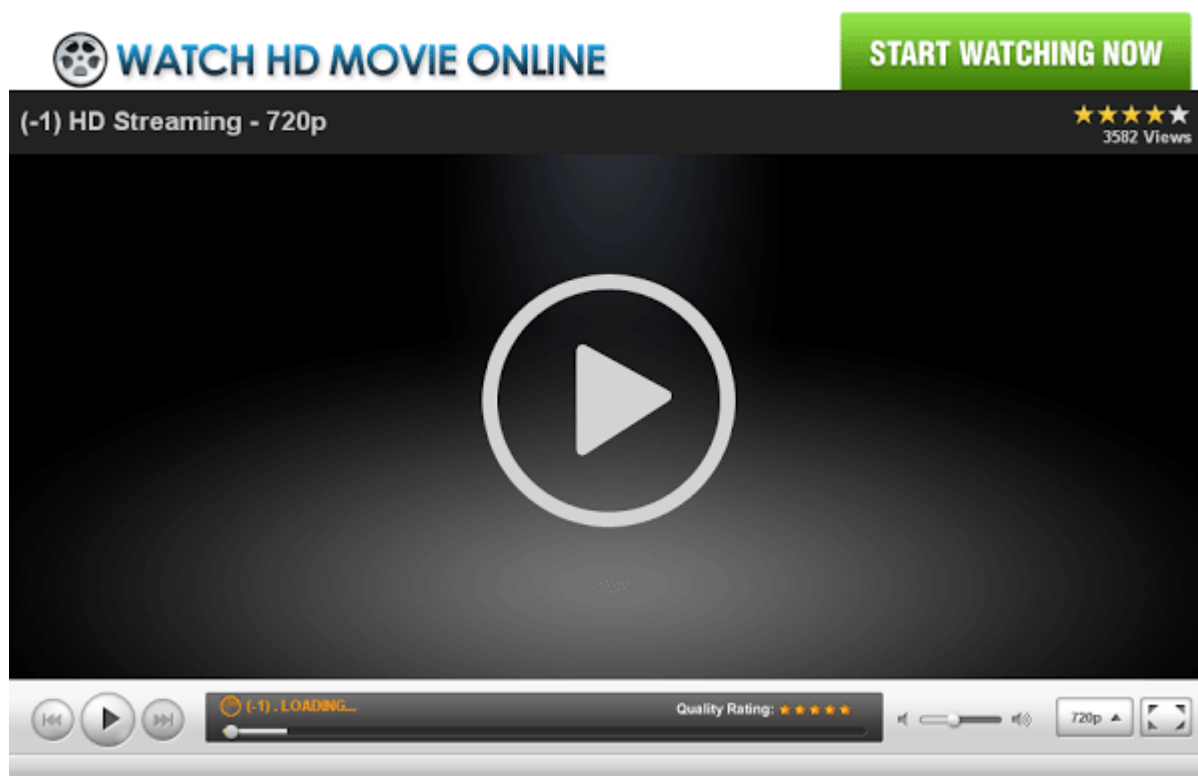 WATCH HD MOVIE ONLINE
START WATCHING NOW
(-1) HD Streaming - 720p
3582 Views
(-1) . LOADING...
Quality Rating:
720p